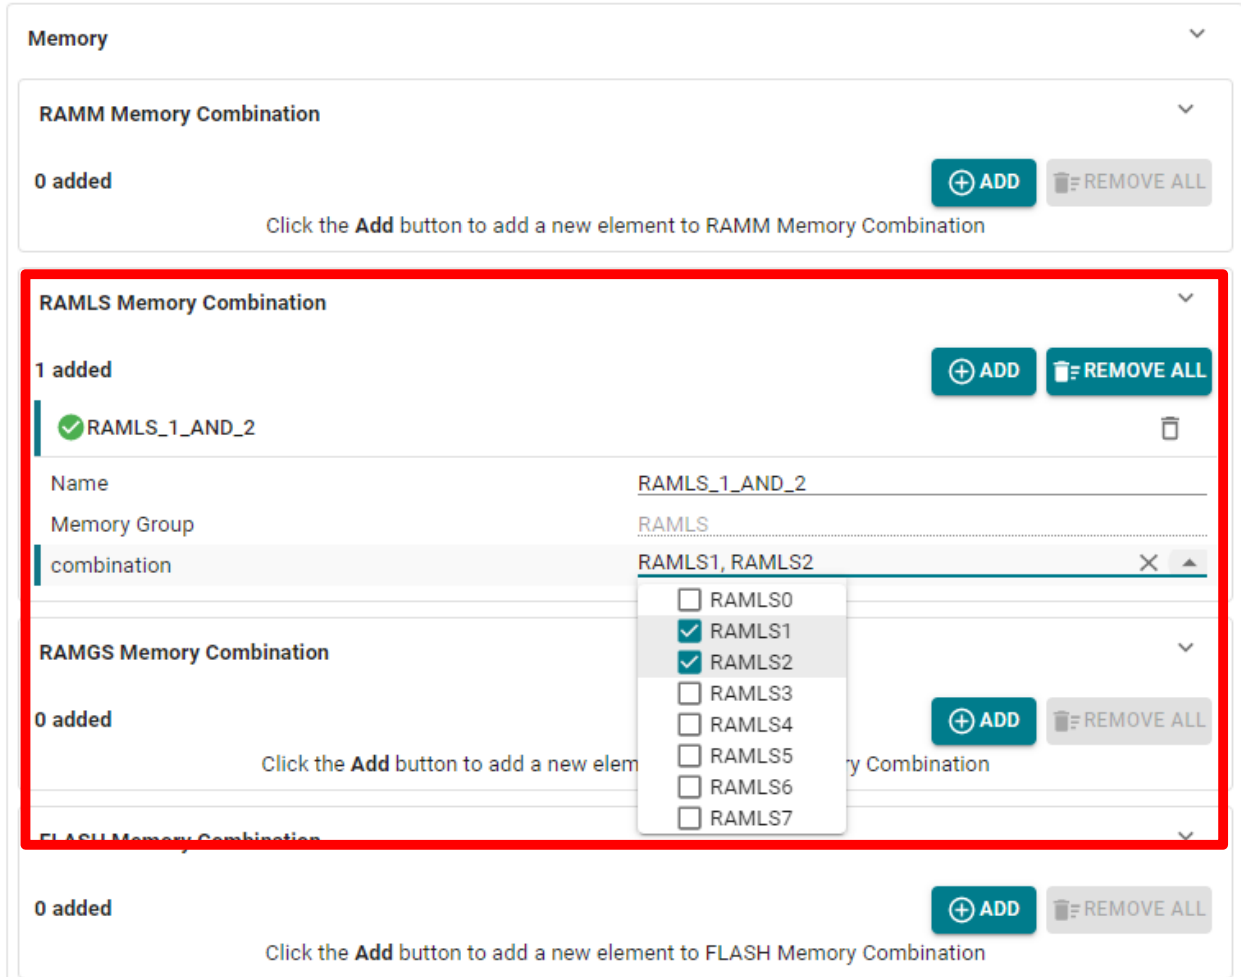 Memory
RAMM Memory Combination
0 added
ADD
REMOVE ALL
Click the Add button to add a new element to RAMM Memory Combination
RAMLS Memory Combination
1 added
ADD
REMOVE ALL
RAMLS_1_AND_2
Name
RAMLS_1_AND_2
Memory Group
RAMLS
combination
RAMLS1, RAMLS2
RAMLS0
RAMLS1
RAMLS2
RAMLS3
RAMLS4
RAMLS5
RAMLS6
RAMLS7
RAMGS Memory Combination
0 added
ADD
REMOVE ALL
Click the Add button to add a new elem
y Combination
FLASH Memory Combination
0 added
ADD
REMOVE ALL
Click the Add button to add a new element to FLASH Memory Combination